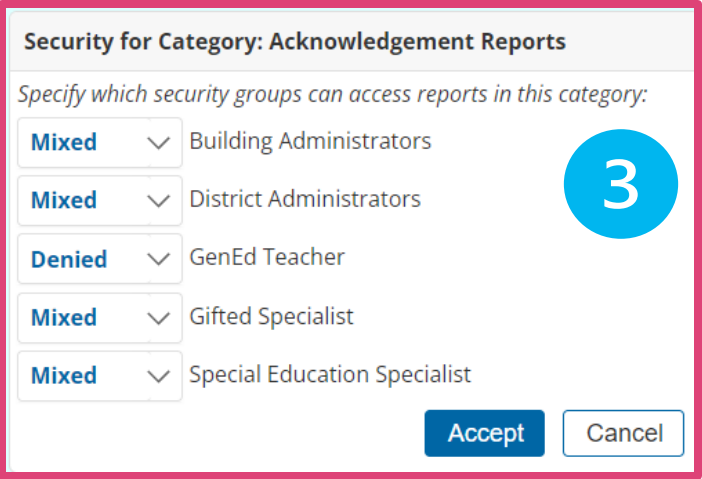 Security for Category: Acknowledgement Reports
Specify which security groups can access reports in this category:
Mixed Building Administrators
Mixed District Administrators
3
Denied GenEd Teacher
Mixed Gifted Specialist
Mixed Special Education Specialist
Accept Cancel